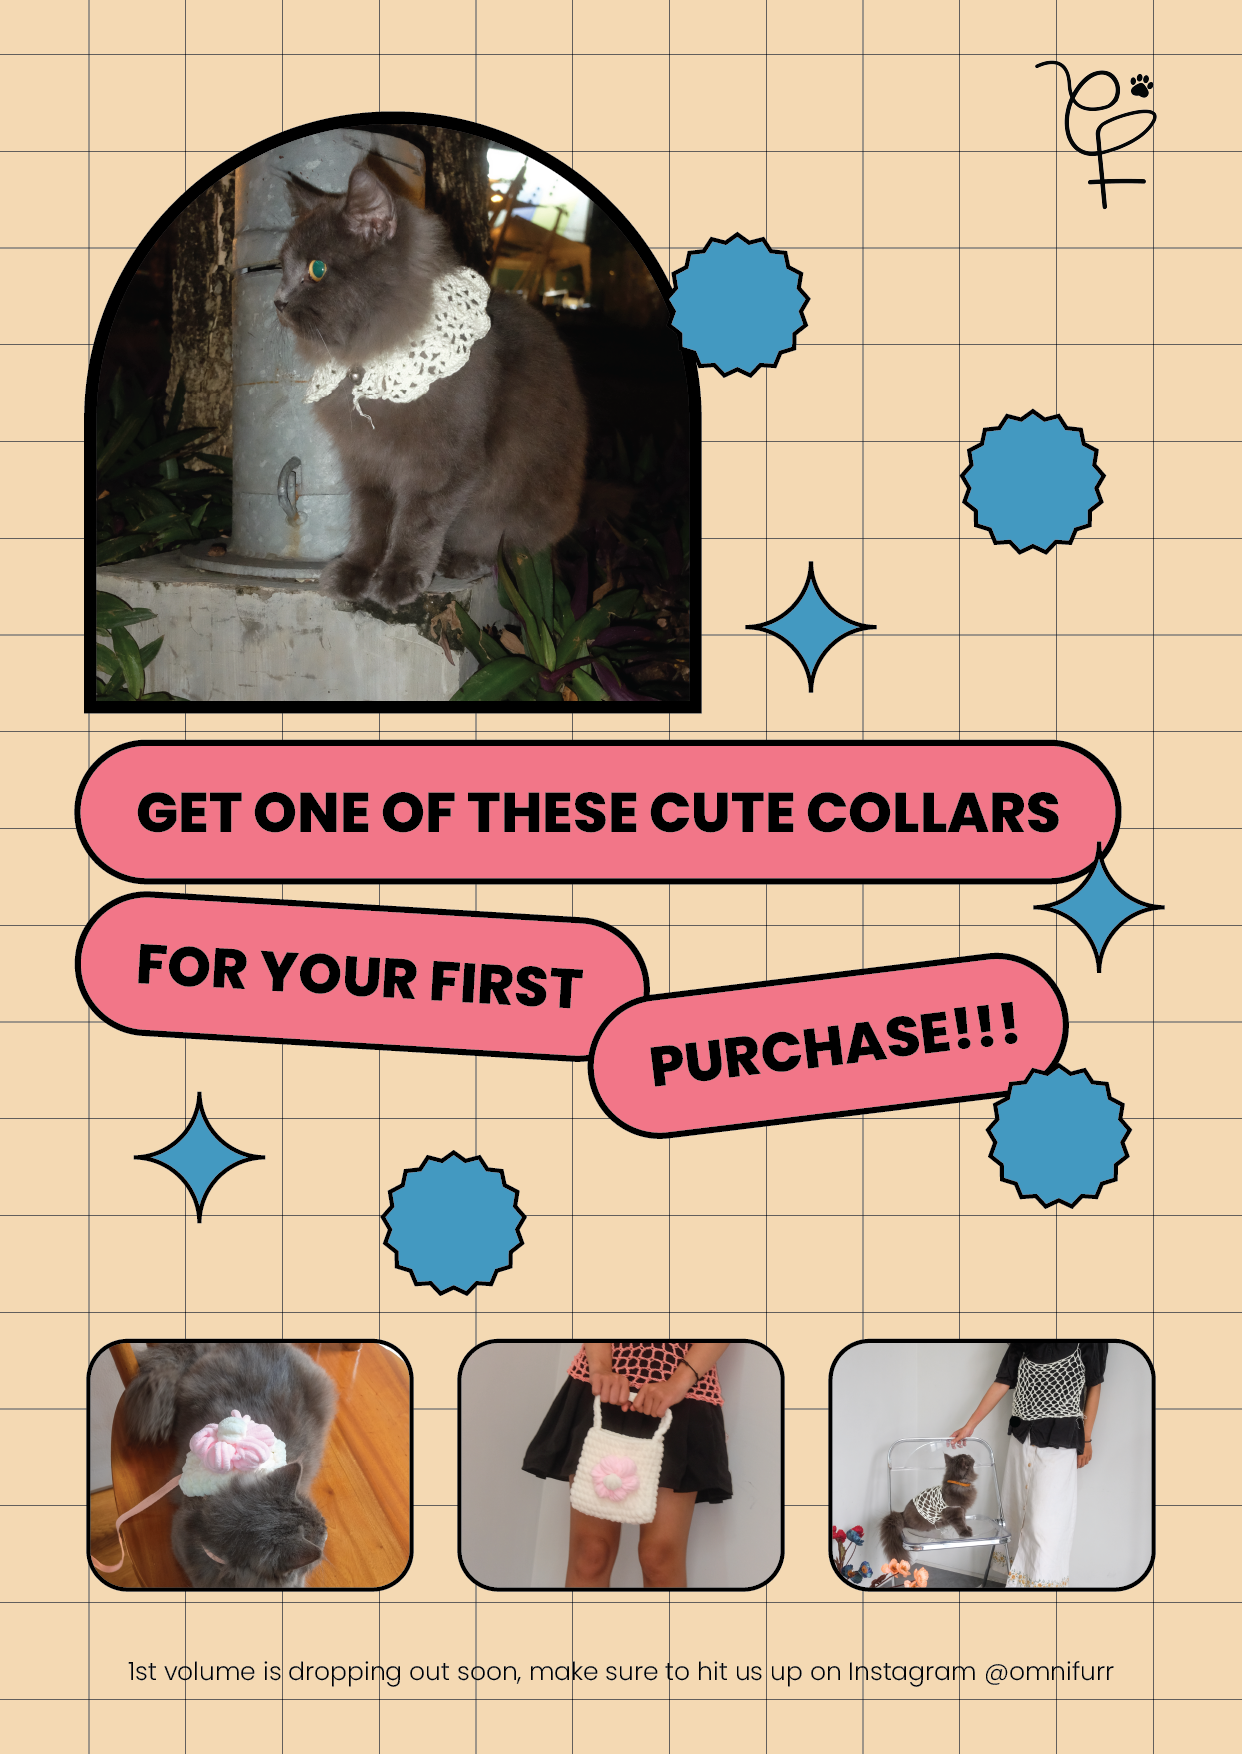 GET ONE OF THESE CUTE COLLARS
FOR YOUR FIRST
PURCHASE!!!
1st volume is dropping out soon, make sure to hit us up on Instagram @omnifurr